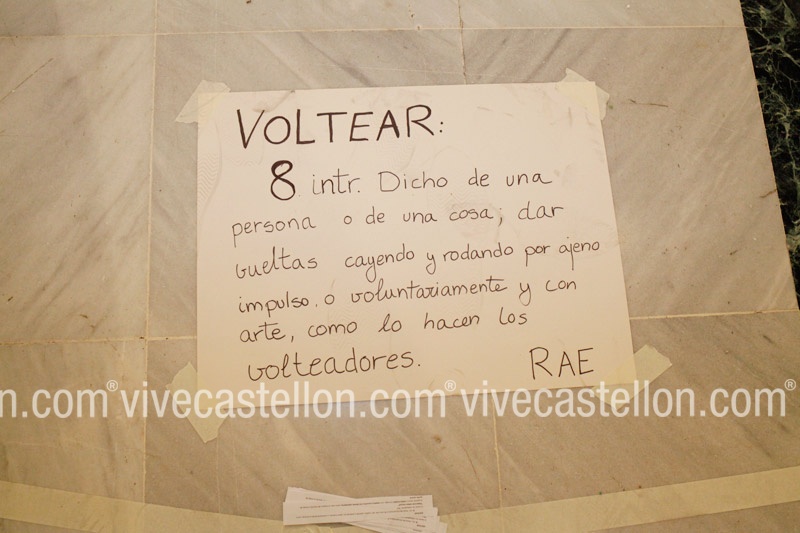 VOLTEAR:
8 intr. Dicho de una
persona o de una cosa; dar
vueltas cayendo y rodando por ajeno
impulso, o voluntariamente y con
arte, como lo hacen los
volteadores. RAE
n.com® vivecastellon.com® vivecastellon.com®